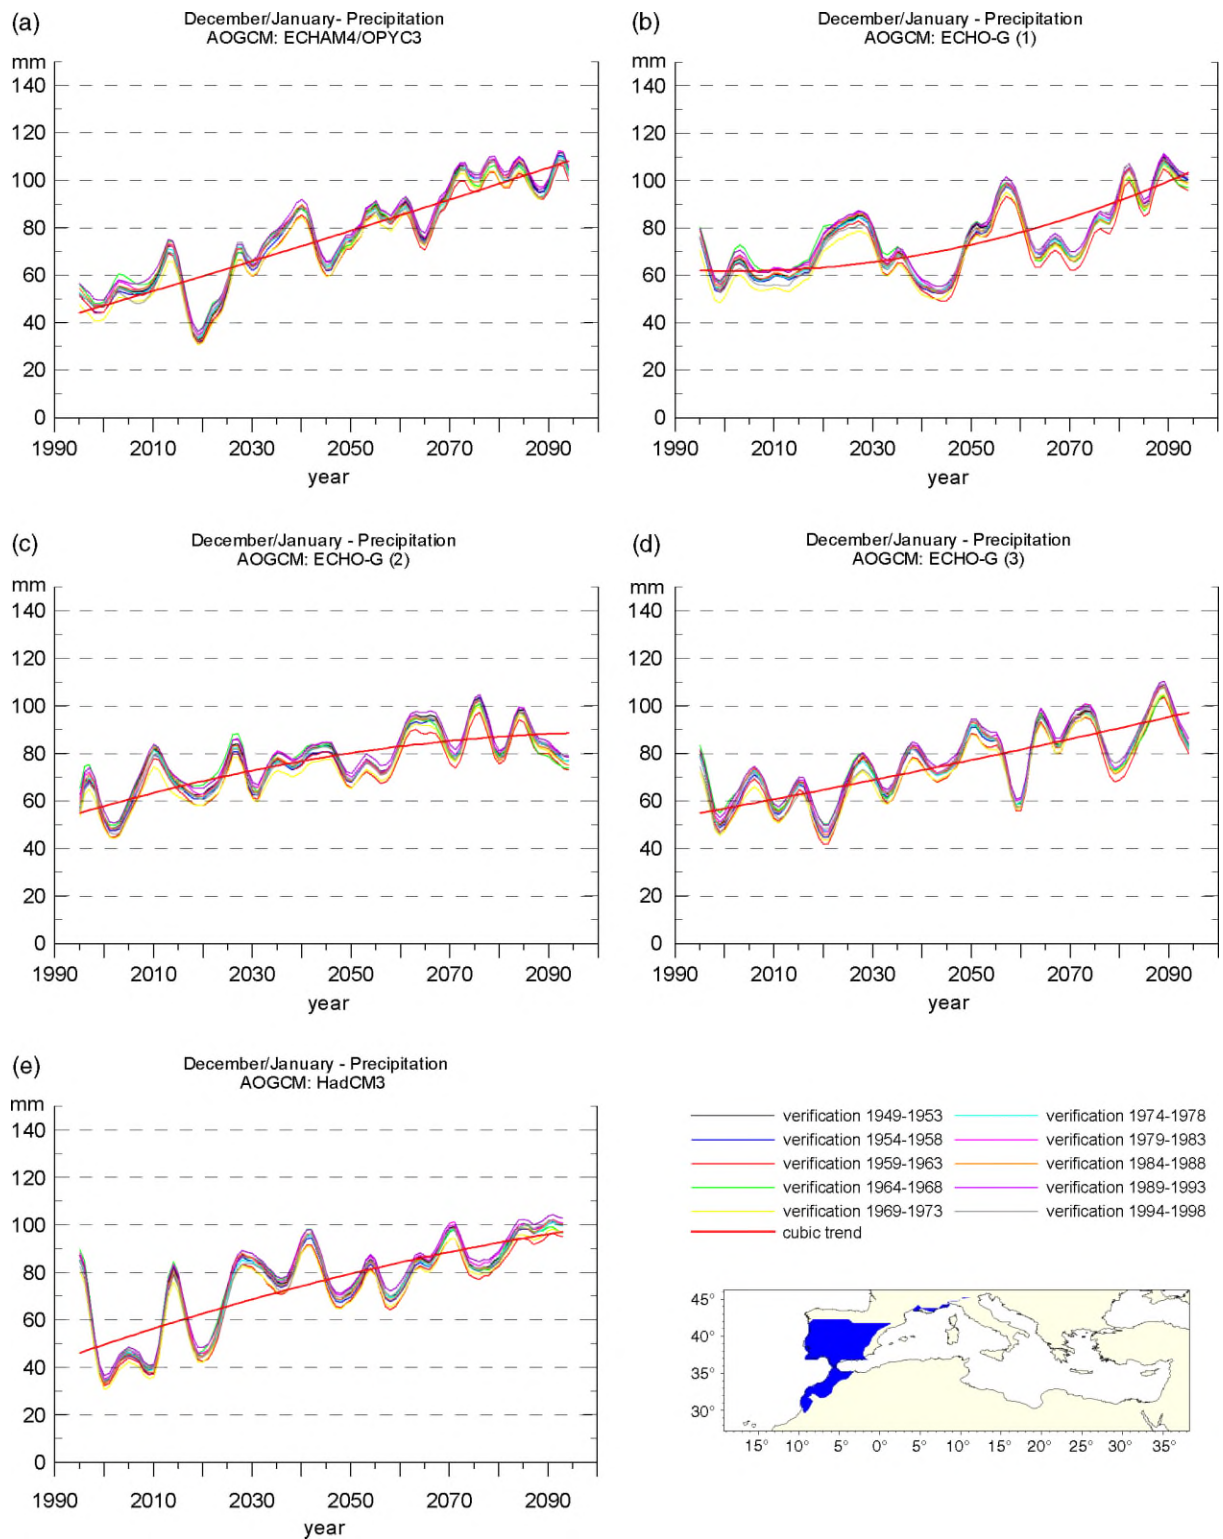 (a)
December/January- Precipitation
AOGCM: ECHAM4/OPYC3
mm
140
120
100
80
60
40
20
0
1990 2010 2030 2050 2070 2090
year
(b)
December/January - Precipitation
AOGCM: ECHO-G (1)
mm
140
120
100
80
60
40
20
0
1990 2010 2030 2050 2070 2090
year
(c)
December/January - Precipitation
AOGCM: ECHO-G (2)
mm
140
120
100
80
60
40
20
0
1990 2010 2030 2050 2070 2090
year
(d)
December/January - Precipitation
AOGCM: ECHO-G (3)
mm
140
120
100
80
60
40
20
0
1990 2010 2030 2050 2070 2090
year
(e)
December/January - Precipitation
AOGCM: HadCM3
mm
140
120
100
80
60
40
20
0
1990 2010 2030 2050 2070 2090
year
verification 1949-1953 verification 1974-1978
verification 1954-1958 verification 1979-1983
verification 1959-1963 verification 1984-1988
verification 1964-1968 verification 1989-1993
verification 1969-1973 verification 1994-1998
cubic trend
45°
40°
35°
30°
15° 10° 5° 0° 5° 10° 15° 20° 25° 30° 35°